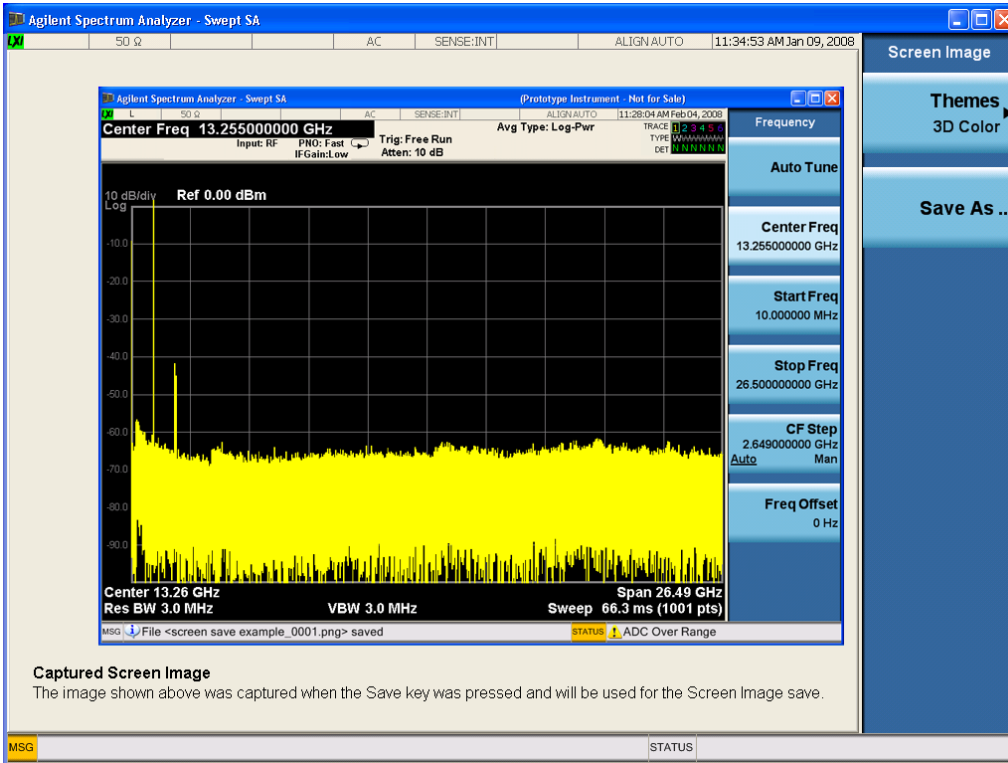 Agilent Spectrum Analyzer - Swept SA
LXI 50 Ω AC SENSE:INT ALIGN AUTO 11:34:53 AM Jan 09, 2008
Screen Image
Themes
3D Color
Save As ..
Agilent Spectrum Analyzer - Swept SA (Prototype Instrument - Not for Sale)
LXI L 50 Ω AC SENSE:INT ALIGN AUTO 11:28:04 AM Feb 04, 2008
Center Freq 13.255000000 GHz
Input: RF PNO: Fast
IFGain:Low
Trig: Free Run
Atten: 10 dB
Avg Type: Log-Pwr
TRACE 1 2 3 4 5 6
TYPE WWWWWWW
DET N N N N N N
10 dB/div Ref 0.00 dBm
Log
-10.0
-20.0
-30.0
-40.0
-50.0
-60.0
-70.0
-80.0
-90.0
Center 13.26 GHz Span 26.49 GHz
Res BW 3.0 MHz VBW 3.0 MHz Sweep 66.3 ms (1001 pts)
MSG File <screen save example_0001.png> saved STATUS ADC Over Range
Frequency
Auto Tune
Center Freq
13.255000000 GHz
Start Freq
10.000000 MHz
Stop Freq
26.500000000 GHz
CF Step
2.649000000 GHz
Auto Man
Freq Offset
0 Hz
Captured Screen Image
The image shown above was captured when the Save key was pressed and will be used for the Screen Image save.
MSG STATUS